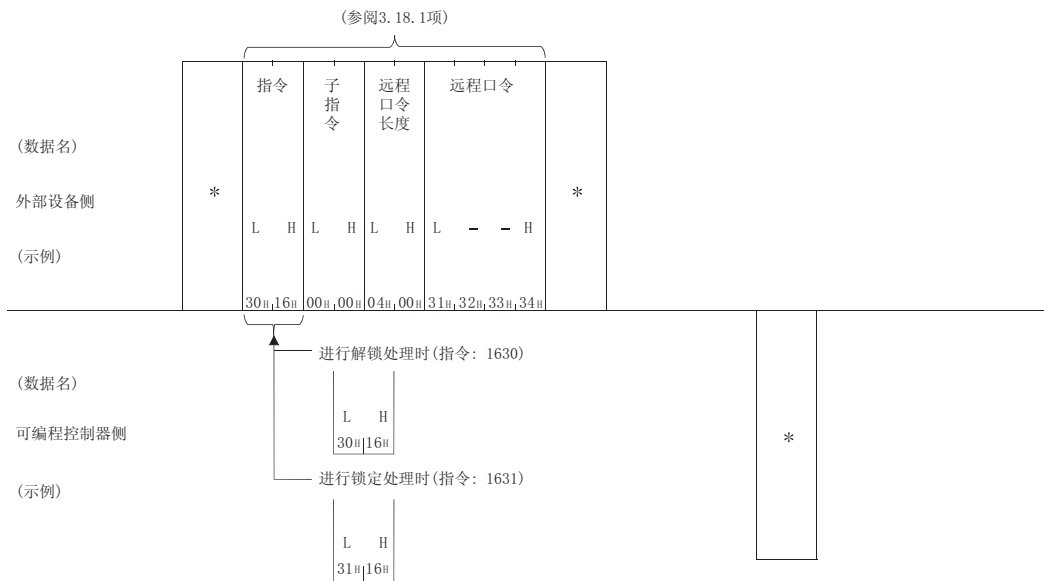 (参阅3.18.1项)
指令 子指令 远程口令长度 远程口令
(数据名)
外部设备侧
* *
L H L H L H L - - H
(示例)
30H 16H 00H 00H 04H 00H 31H 32H 33H 34H
进行解锁处理时(指令: 1630)
(数据名)
L H
可编程控制器侧
*
30H 16H
进行锁定处理时(指令: 1631)
(示例)
L H
31H 16H